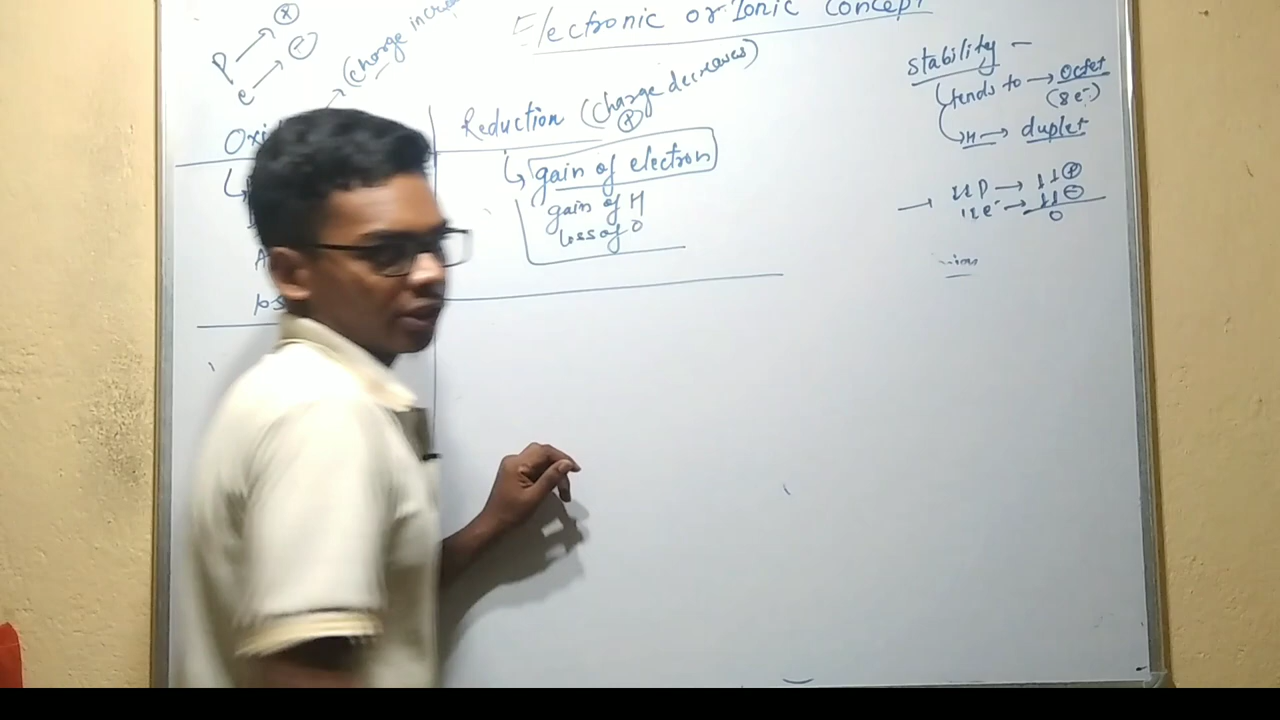 Electronic or Ionic Concept
P → (+)
e → (-)
(charge increa
Oxi
Reduction (charge decreases)
gain of electron
gain of H
loss of O
stability -
tends to → Octet
(8e-)
H → duplet
→ 11P → 11 (+)
11e- → 11 (-)
0